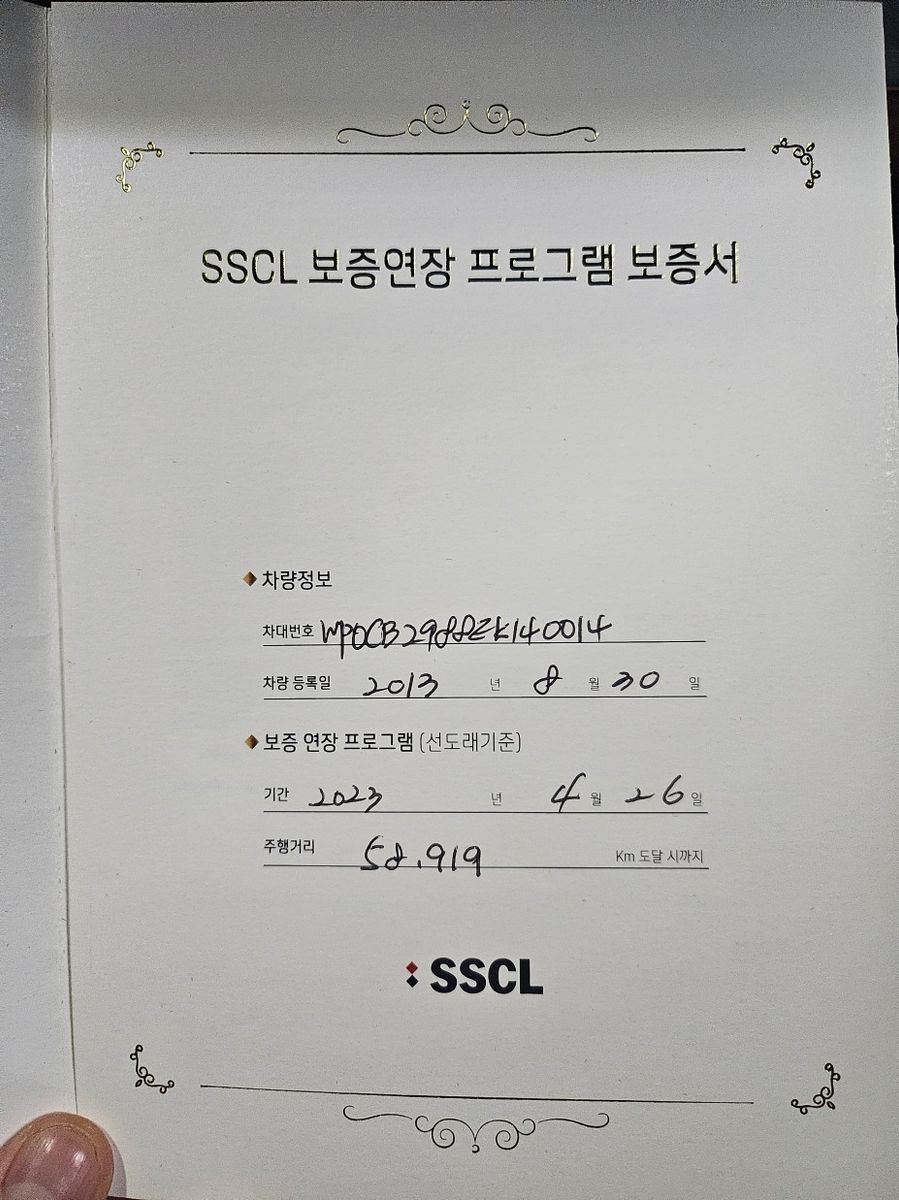 SSCL 보증연장 프로그램 보증서
차량정보
차대번호 WP0CB2988EK140014
차량 등록일 2013 년 8 월 30 일
보증 연장 프로그램 (선도래기준)
기간 2023 년 4 월 26 일
주행거리 58.919 Km 도달 시까지
SSCL